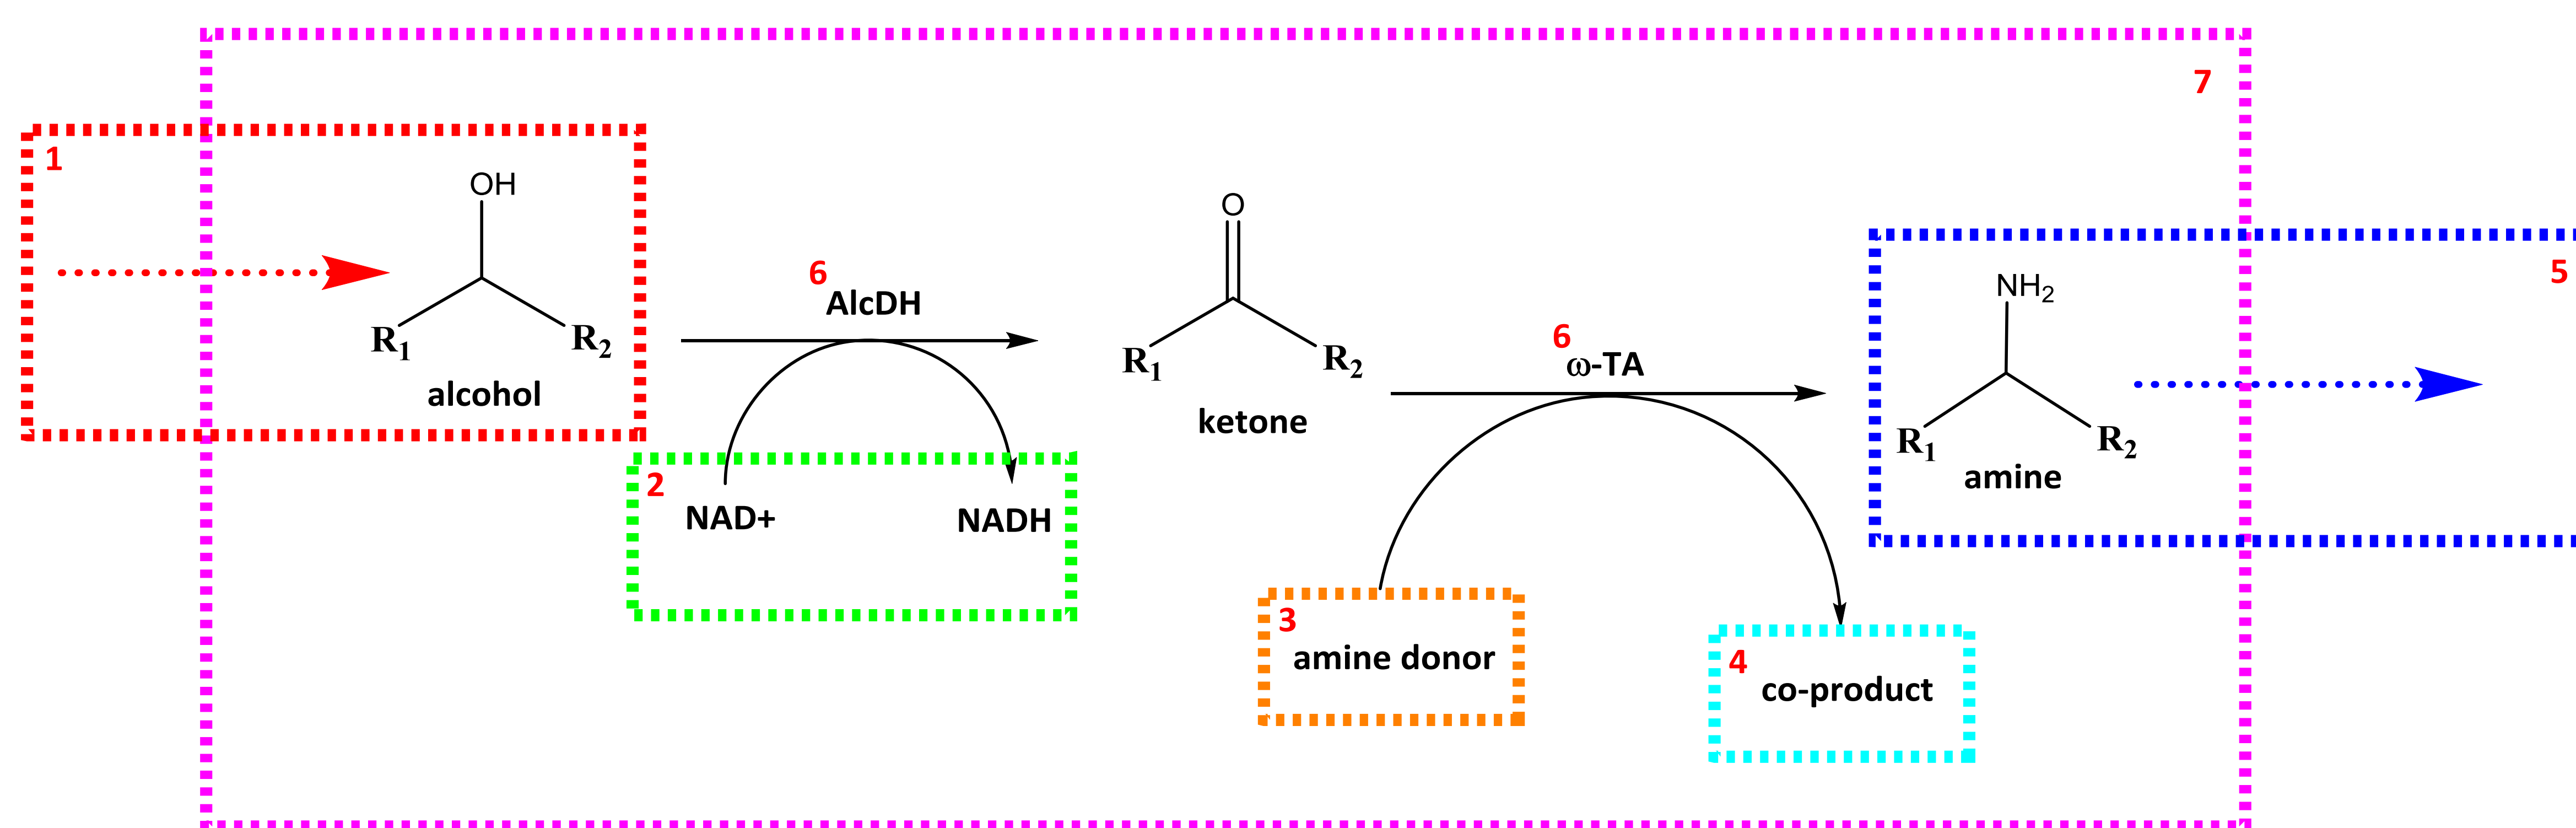 7
1
OH
R1
R2
alcohol
6
AlcDH
2
NAD+
NADH
O
R1
R2
ketone
6
ω-TA
3
amine donor
4
co-product
5
NH2
R1
R2
amine